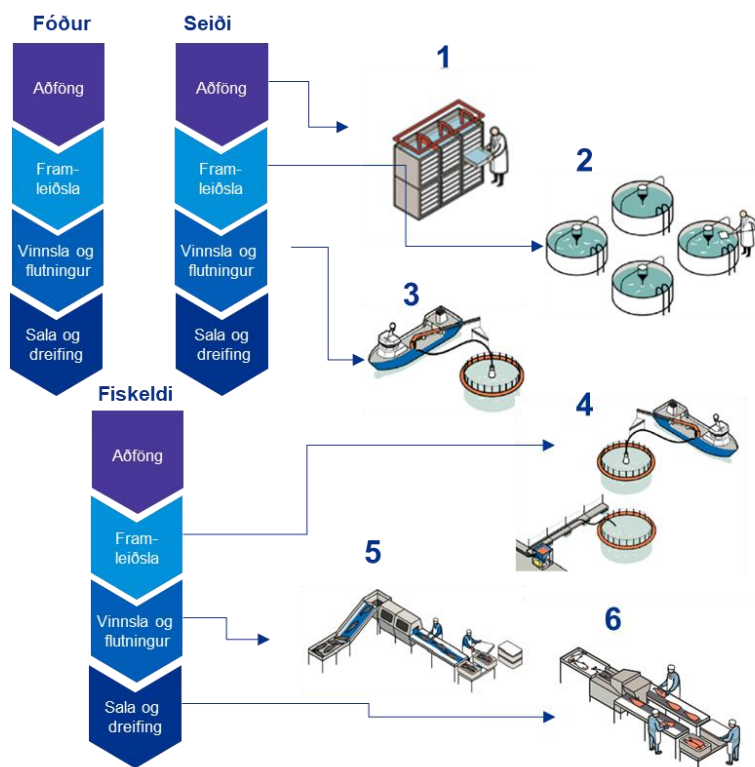 Fóður
Aðföng
Fram-
leiðsla
Vinnsla og
flutningur
Sala og
dreifing
Seiði
Aðföng
Fram-
leiðsla
Vinnsla og
flutningur
Sala og
dreifing
1
2
3
Fiskeldi
Aðföng
Fram-
leiðsla
Vinnsla og
flutningur
Sala og
dreifing
4
5
6